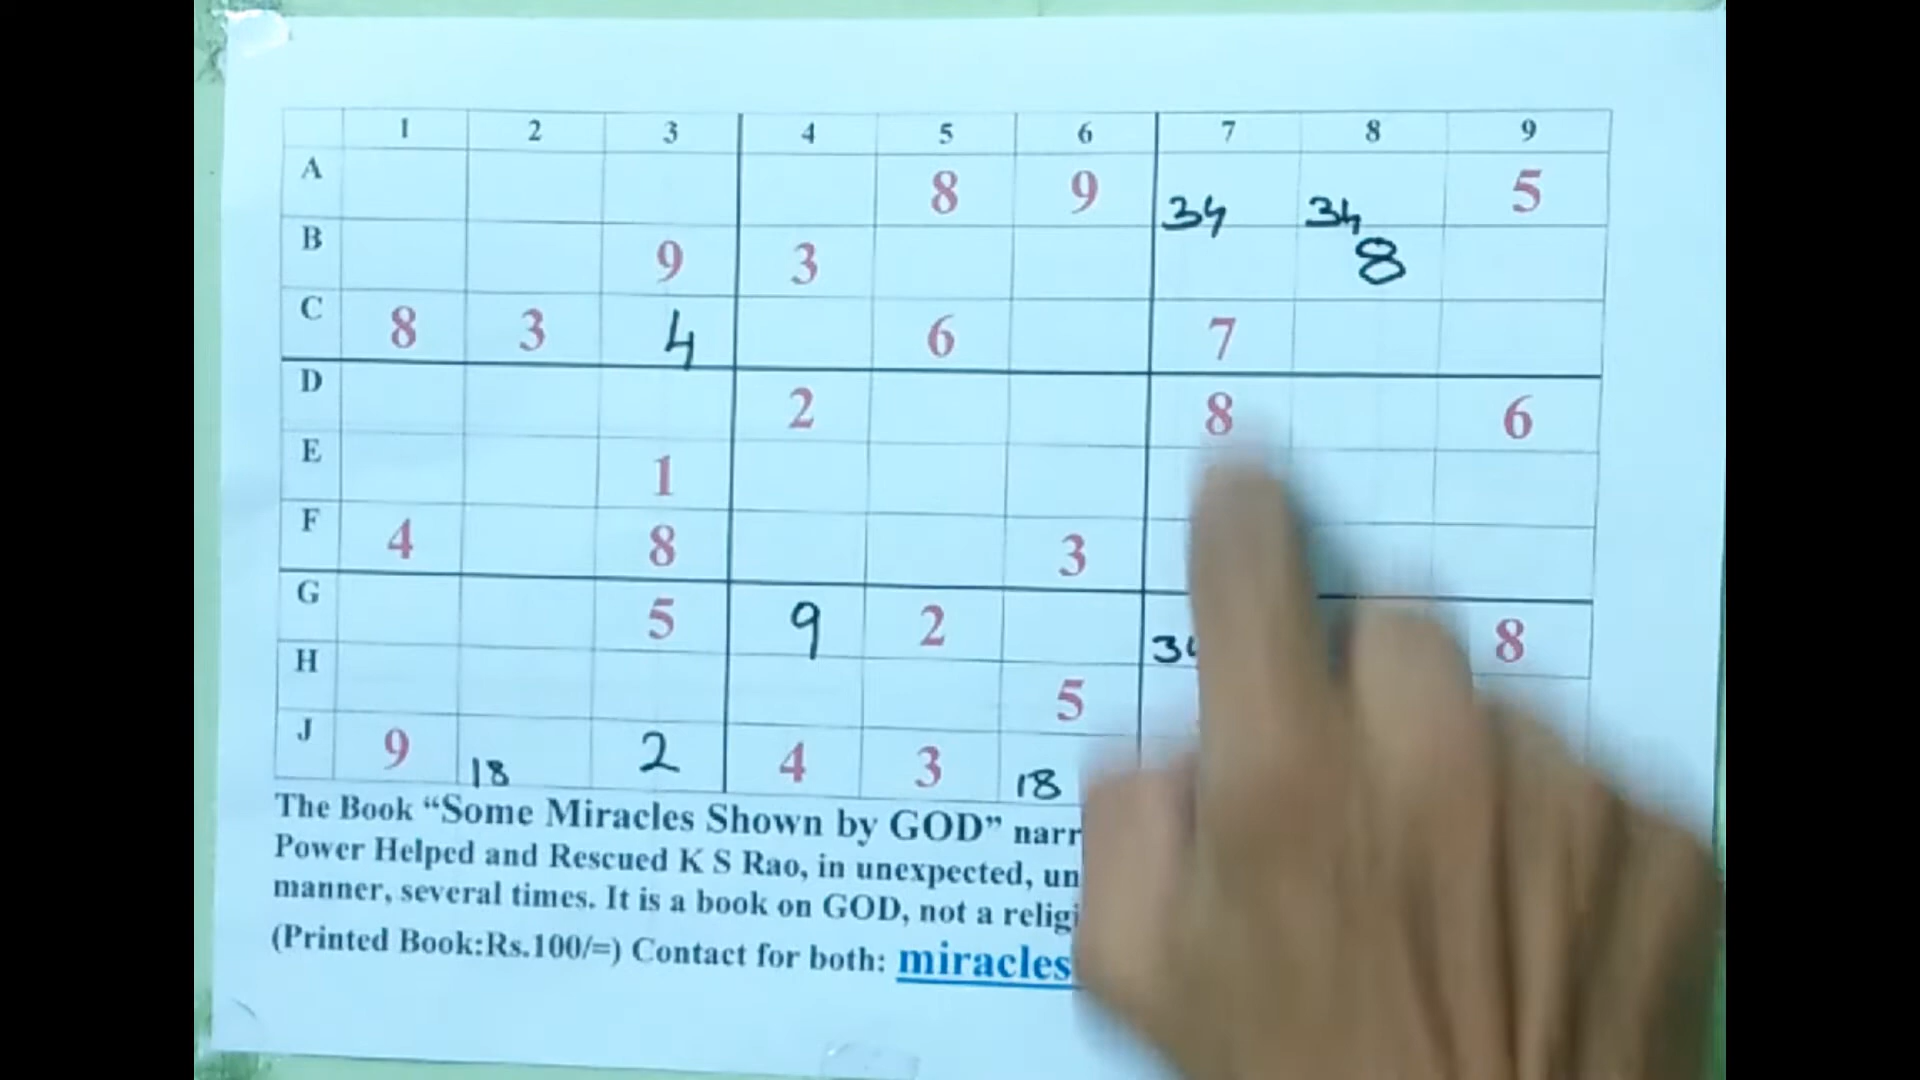 1 2 3 4 5 6 7 8 9
A 8 9 34 34 5
B 9 3 8
C 8 3 4 6 7
D 2 8 6
E 1
F 4 8 3
G 5 9 2 8
H 5
J 9 18 2 4 3 18
The Book “Some Miracles Shown by GOD”
Power Helped and Rescued K S Rao, in unexpected,
manner, several times. It is a book on GOD, not a
(Printed Book:Rs.100/=) Contact for both: miracles